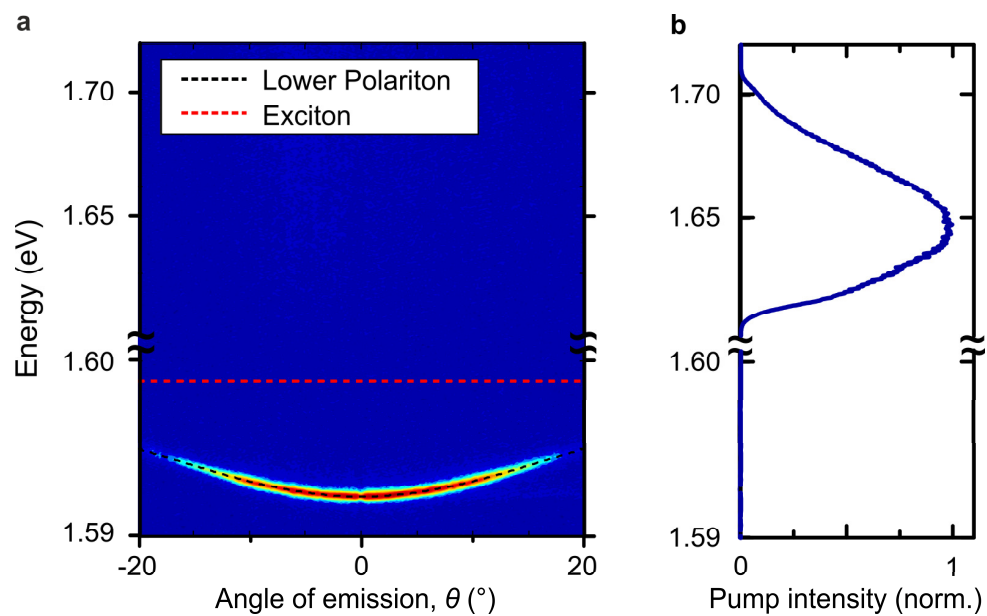 a
Energy (eV)
1.70
1.65
1.60
1.59
Lower Polariton
Exciton
-20 0 20
Angle of emission, θ (°)
b
1.70
1.65
1.60
1.59
0 1
Pump intensity (norm.)